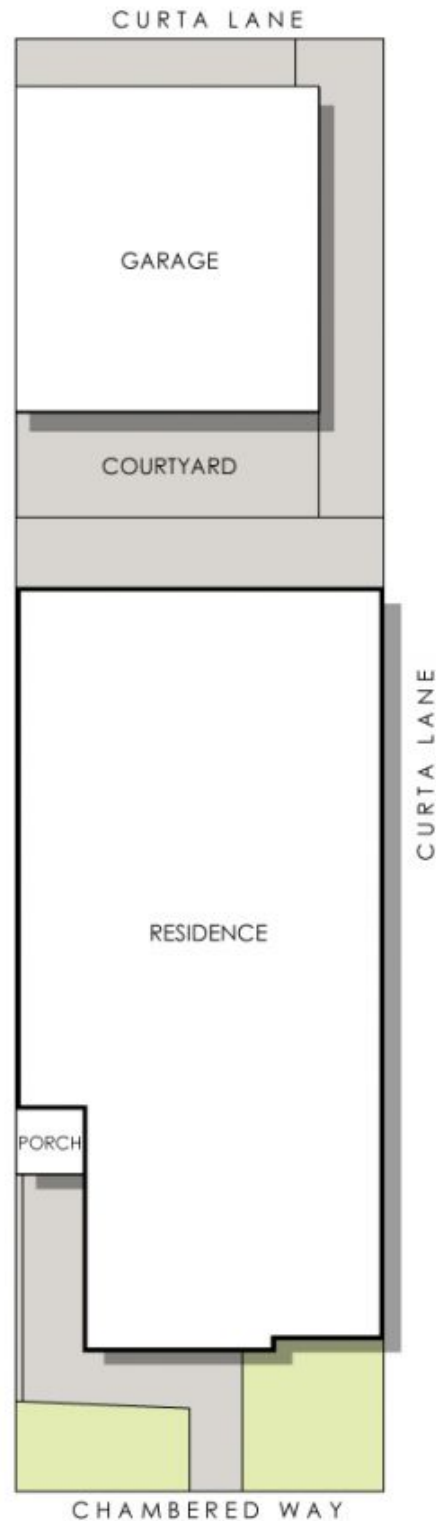 CURTA LANE
GARAGE
COURTYARD
CURTA LANE
RESIDENCE
PORCH
CHAMBERED WAY